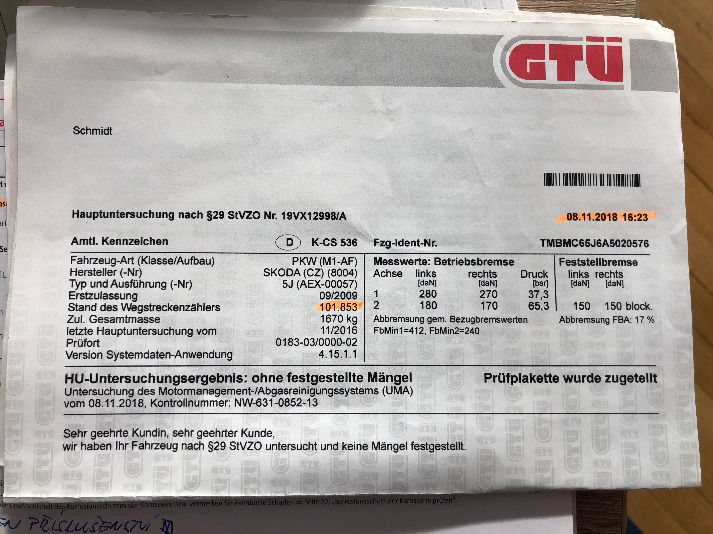 GTÜ
Schmidt
Hauptuntersuchung nach §29 StVZO Nr. 19VX12998/A
08.11.2018 16:23
Amtl. Kennzeichen D K-CS 536
Fzg-Ident-Nr. TMBMC66J6A5020576
Fahrzeug-Art (Klasse/Aufbau) PKW (M1-AF)
Hersteller (-Nr) SKODA (CZ) (8004)
Typ und Ausführung (-Nr) 5J (AEX-00057)
Erstzulassung 09/2009
Stand des Wegstreckenzählers 101.853
Zul. Gesamtmasse 1670 kg
letzte Hauptuntersuchung vom 11/2016
Prüfort 0183-03/0000-02
Version Systemdaten-Anwendung 4.15.1.1
Messwerte: Betriebsbremse
Achse links rechts Druck
[daN] [daN] [bar]
1 280 270 37,3
2 180 170 65,3
Abbremsung gem. Bezugbremswerten
FbMin1=412, FbMin2=240
Feststellbremse
links rechts
[daN] [daN]
150 150 block.
Abbremsung FBA: 17 %
HU-Untersuchungsergebnis: ohne festgestellte Mängel
Prüfplakette wurde zugeteilt
Untersuchung des Motormanagement-/Abgasreinigungssystems (UMA)
vom 08.11.2018, Kontrollnummer: NW-631-0852-13
Sehr geehrte Kundin, sehr geehrter Kunde,
wir haben Ihr Fahrzeug nach §29 StVZO untersucht und keine Mängel festgestellt.
EN PŘÍSLUŠENSTVÍ